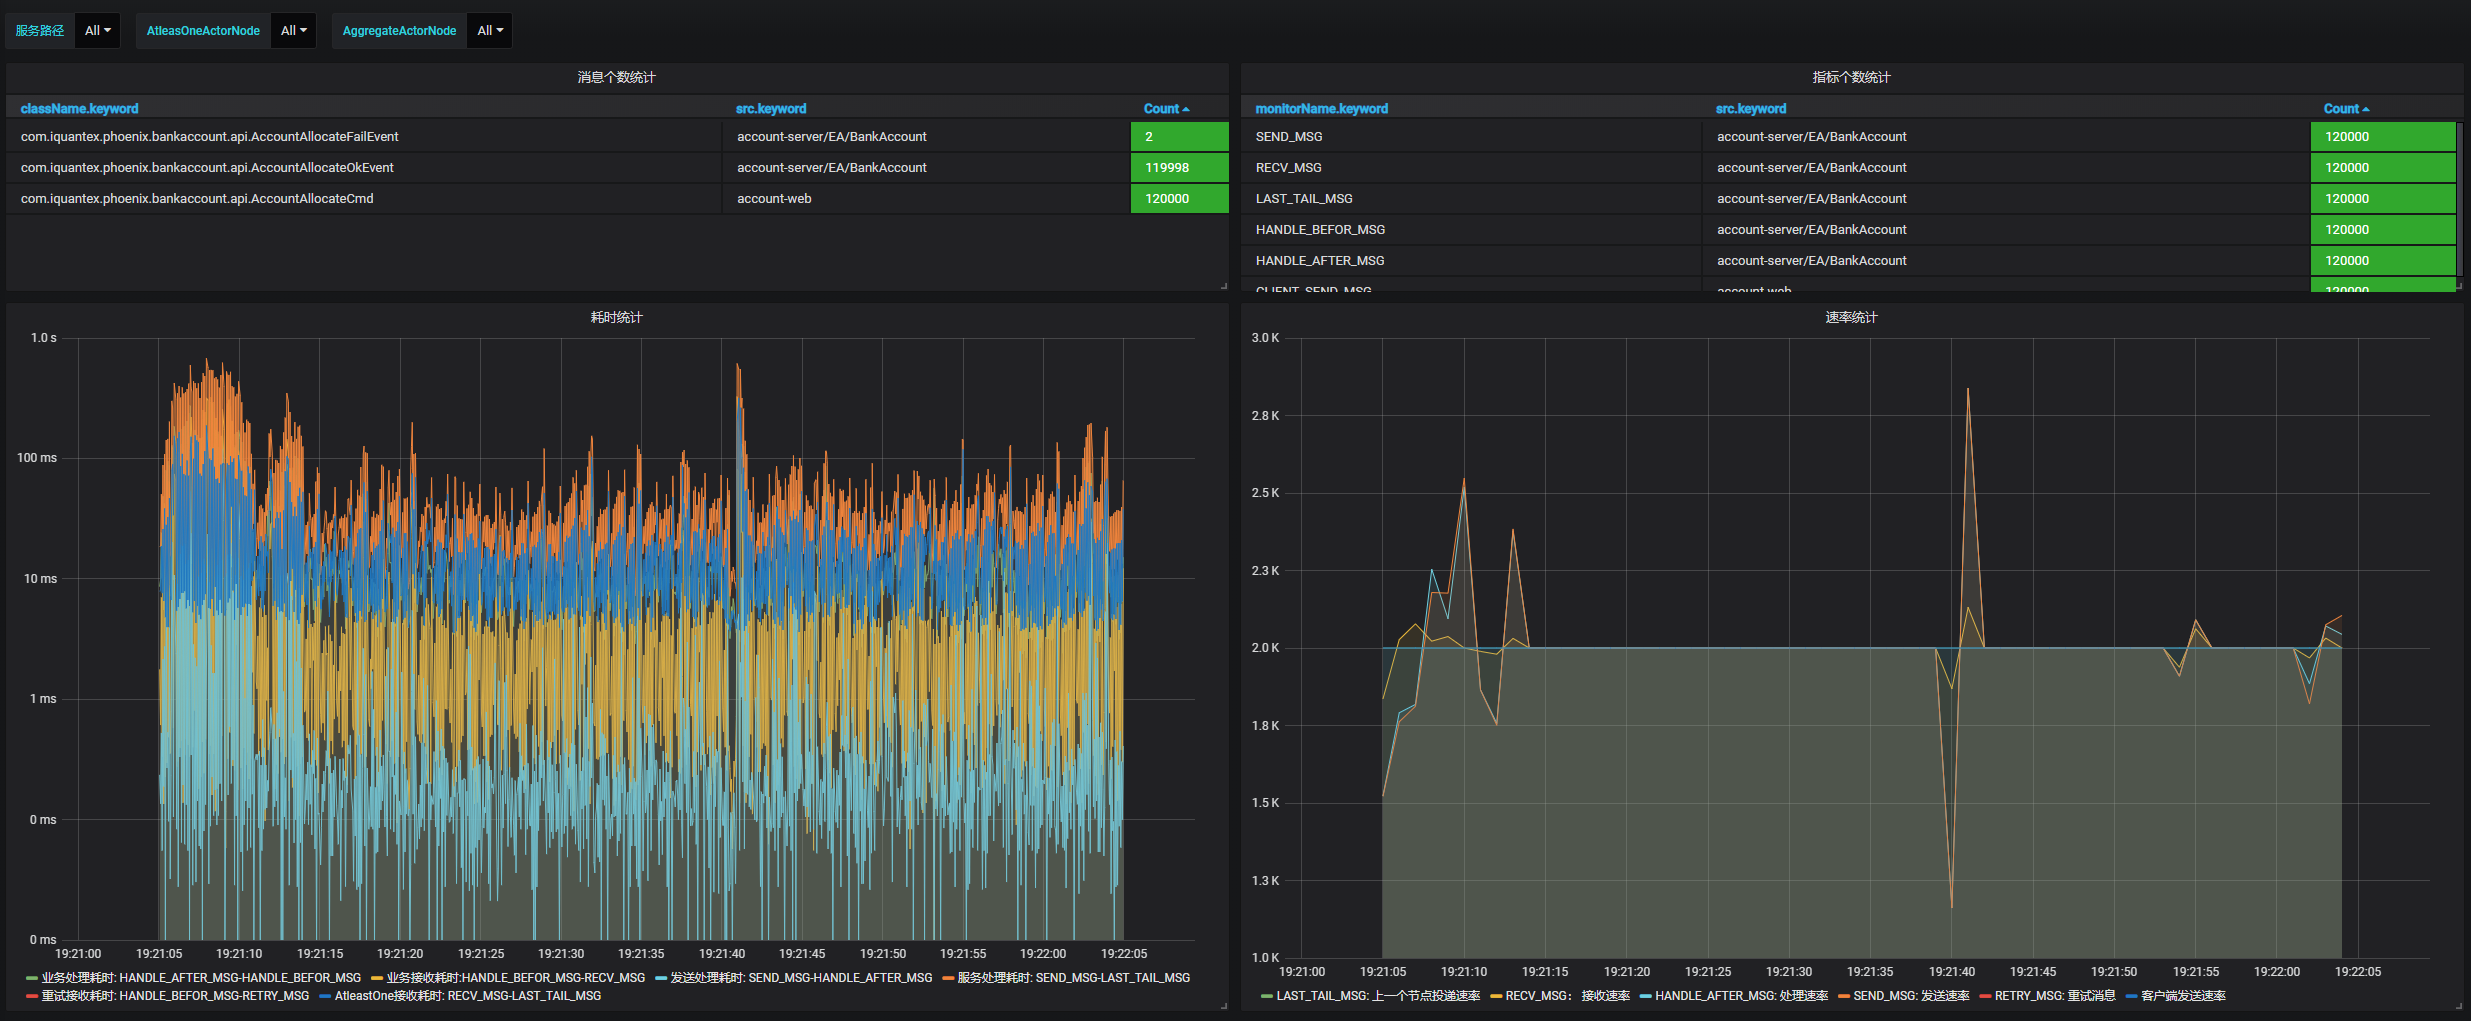 服务路径 All AtleasOneActorNode All AggregateActorNode All
消息个数统计
className.keyword src.keyword Count
com.iquantex.phoenix.bankaccount.api.AccountAllocateFailEvent account-server/EA/BankAccount 2
com.iquantex.phoenix.bankaccount.api.AccountAllocateOkEvent account-server/EA/BankAccount 119998
com.iquantex.phoenix.bankaccount.api.AccountAllocateCmd account-web 120000
指标个数统计
monitorName.keyword src.keyword Count
SEND_MSG account-server/EA/BankAccount 120000
RECV_MSG account-server/EA/BankAccount 120000
LAST_TAIL_MSG account-server/EA/BankAccount 120000
HANDLE_BEFOR_MSG account-server/EA/BankAccount 120000
HANDLE_AFTER_MSG account-server/EA/BankAccount 120000
CLIENT_SEND_MSG account-web 120000
耗时统计
1.0 s
100 ms
10 ms
1 ms
0 ms
0 ms
19:21:00 19:21:05 19:21:10 19:21:15 19:21:20 19:21:25 19:21:30 19:21:35 19:21:40 19:21:45 19:21:50 19:21:55 19:22:00 19:22:05
业务处理耗时: HANDLE_AFTER_MSG-HANDLE_BEFOR_MSG 业务接收耗时:HANDLE_BEFOR_MSG-RECV_MSG 发送处理耗时: SEND_MSG-HANDLE_AFTER_MSG 服务处理耗时: SEND_MSG-LAST_TAIL_MSG
重试接收耗时: HANDLE_BEFOR_MSG-RETRY_MSG AtleastOne接收耗时: RECV_MSG-LAST_TAIL_MSG
速率统计
3.0 K
2.8 K
2.5 K
2.3 K
2.0 K
1.8 K
1.5 K
1.3 K
1.0 K
19:21:00 19:21:05 19:21:10 19:21:15 19:21:20 19:21:25 19:21:30 19:21:35 19:21:40 19:21:45 19:21:50 19:21:55 19:22:00 19:22:05
LAST_TAIL_MSG: 上一个节点投递速率 RECV_MSG： 接收速率 HANDLE_AFTER_MSG: 处理速率 SEND_MSG: 发送速率 RETRY_MSG: 重试消息 客户端发送速率